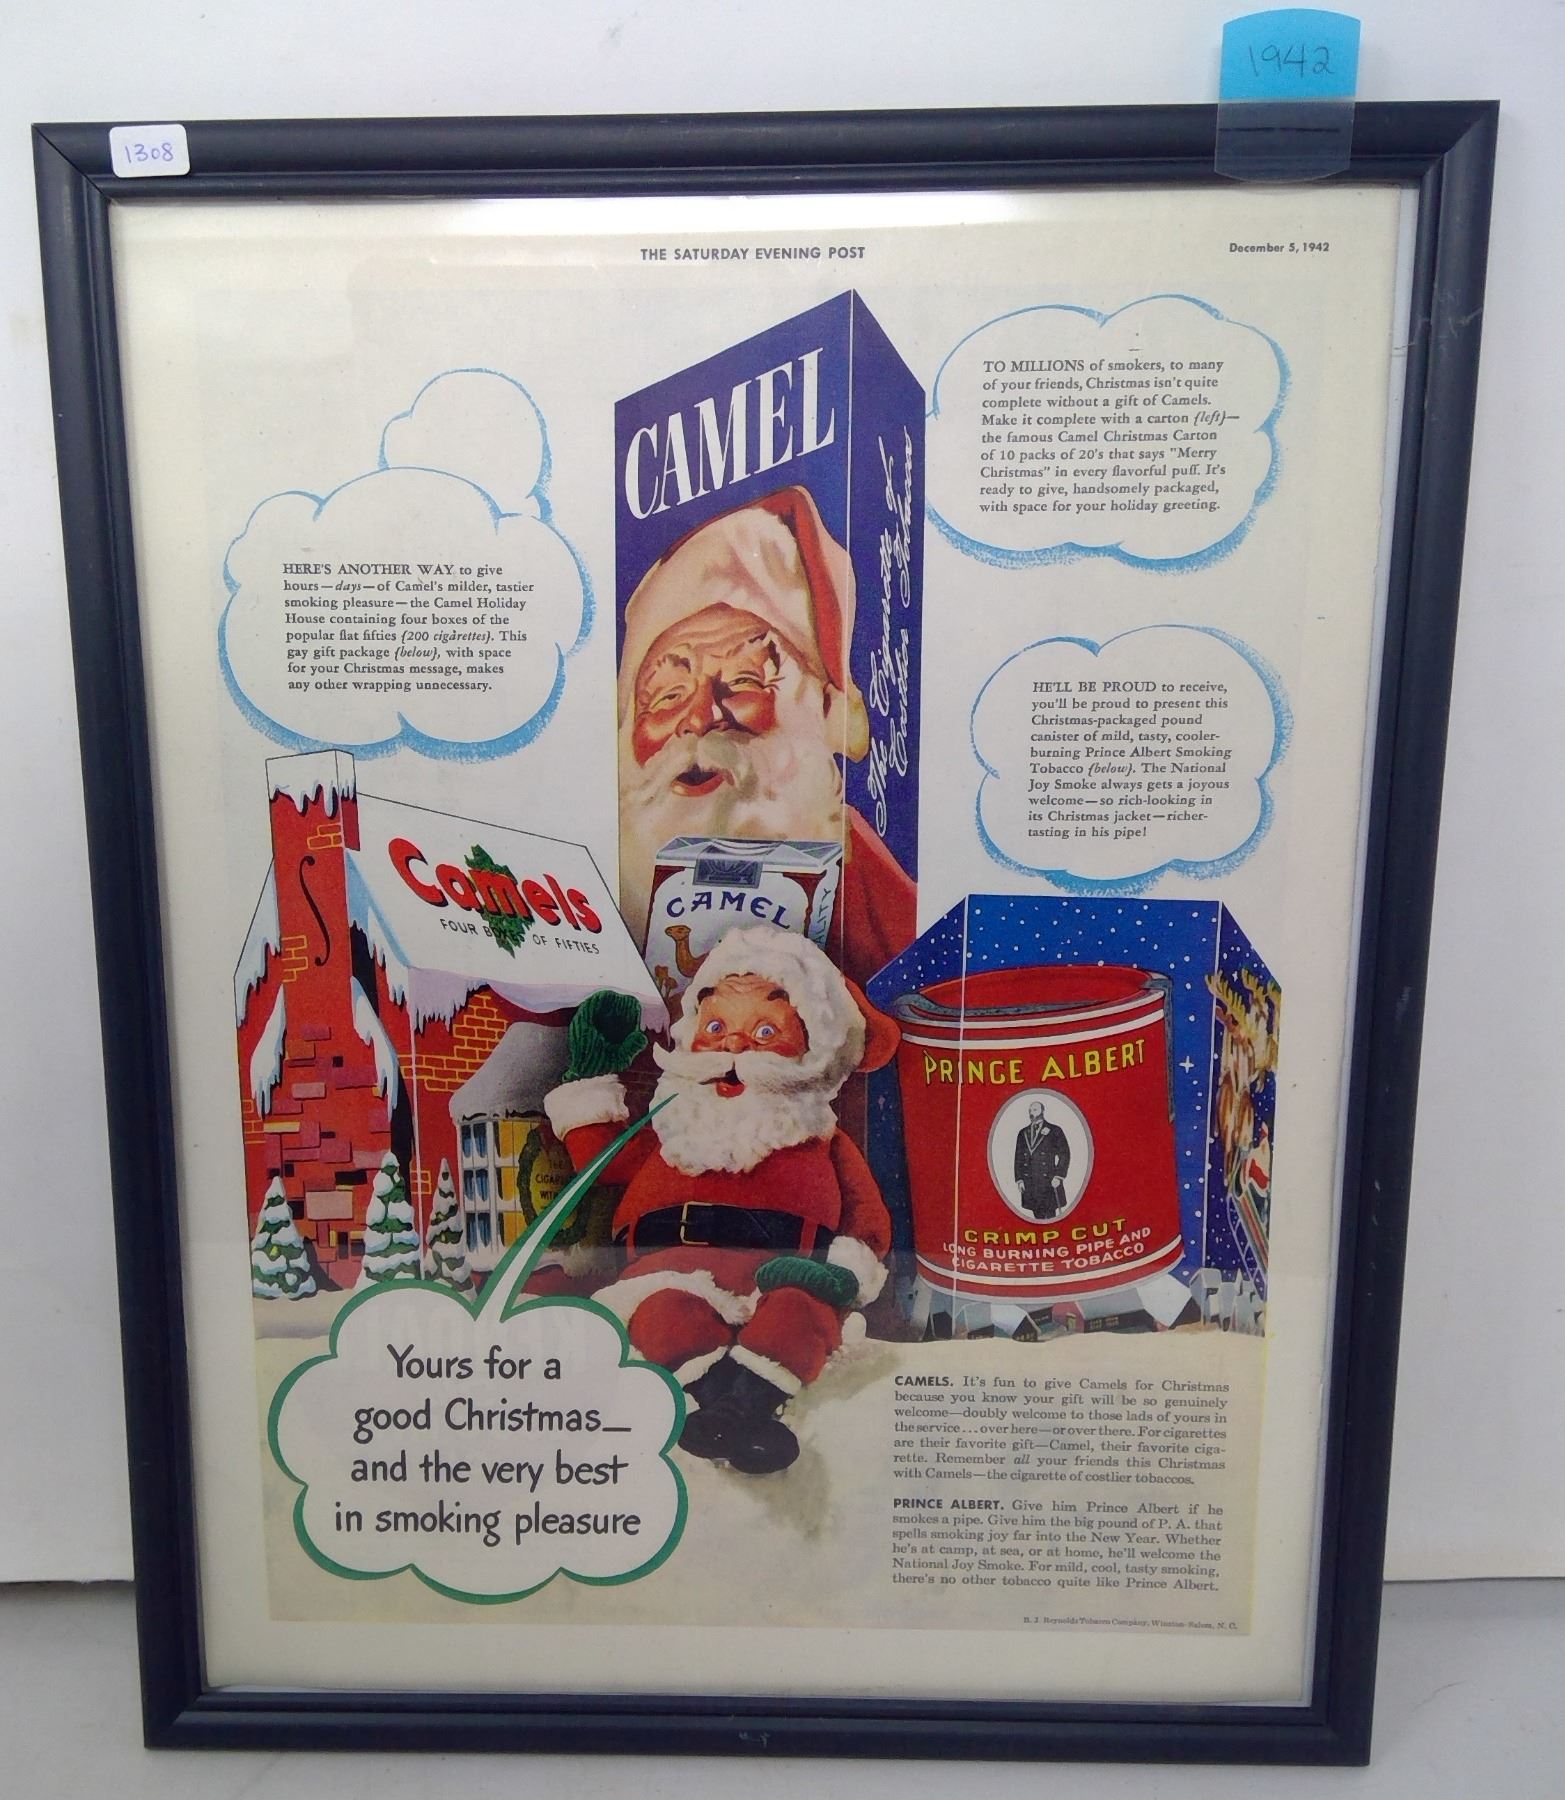 1942
1308
THE SATURDAY EVENING POST
December 5, 1942
CAMEL
The Cigarette of
Costlier Tobaccos
TO MILLIONS of smokers, to many
of your friends, Christmas isn't quite
complete without a gift of Camels.
Make it complete with a carton {left}—
the famous Camel Christmas Carton
of 10 packs of 20's that says "Merry
Christmas" in every flavorful puff. It's
ready to give, handsomely packaged,
with space for your holiday greeting.
HERE'S ANOTHER WAY to give
hours—days—of Camel's milder, tastier
smoking pleasure—the Camel Holiday
House containing four boxes of the
popular flat fifties {200 cigarettes}. This
gay gift package {below}, with space
for your Christmas message, makes
any other wrapping unnecessary.
HE'LL BE PROUD to receive,
you'll be proud to present this
Christmas-packaged pound
canister of mild, tasty, cooler-
burning Prince Albert Smoking
Tobacco {below}. The National
Joy Smoke always gets a joyous
welcome—so rich-looking in
its Christmas jacket—richer-
tasting in his pipe!
Camels
FOUR BOXES OF FIFTIES
CAMEL
PRINCE ALBERT
CRIMP CUT
LONG BURNING PIPE AND
CIGARETTE TOBACCO
Yours for a
good Christmas—
and the very best
in smoking pleasure
CAMELS. It's fun to give Camels for Christmas
because you know your gift will be so genuinely
welcome—doubly welcome to those lads of yours in
the service...over here—or over there. For cigarettes
are their favorite gift—Camel, their favorite ciga-
rette. Remember all your friends this Christmas
with Camels—the cigarette of costlier tobaccos.
PRINCE ALBERT. Give him Prince Albert if he
smokes a pipe. Give him the big pound of P. A. that
spells smoking joy far into the New Year. Whether
he's at camp, at sea, or at home, he'll welcome the
National Joy Smoke. For mild, cool, tasty smoking,
there's no other tobacco quite like Prince Albert.
R. J. Reynolds Tobacco Company, Winston-Salem, N. C.